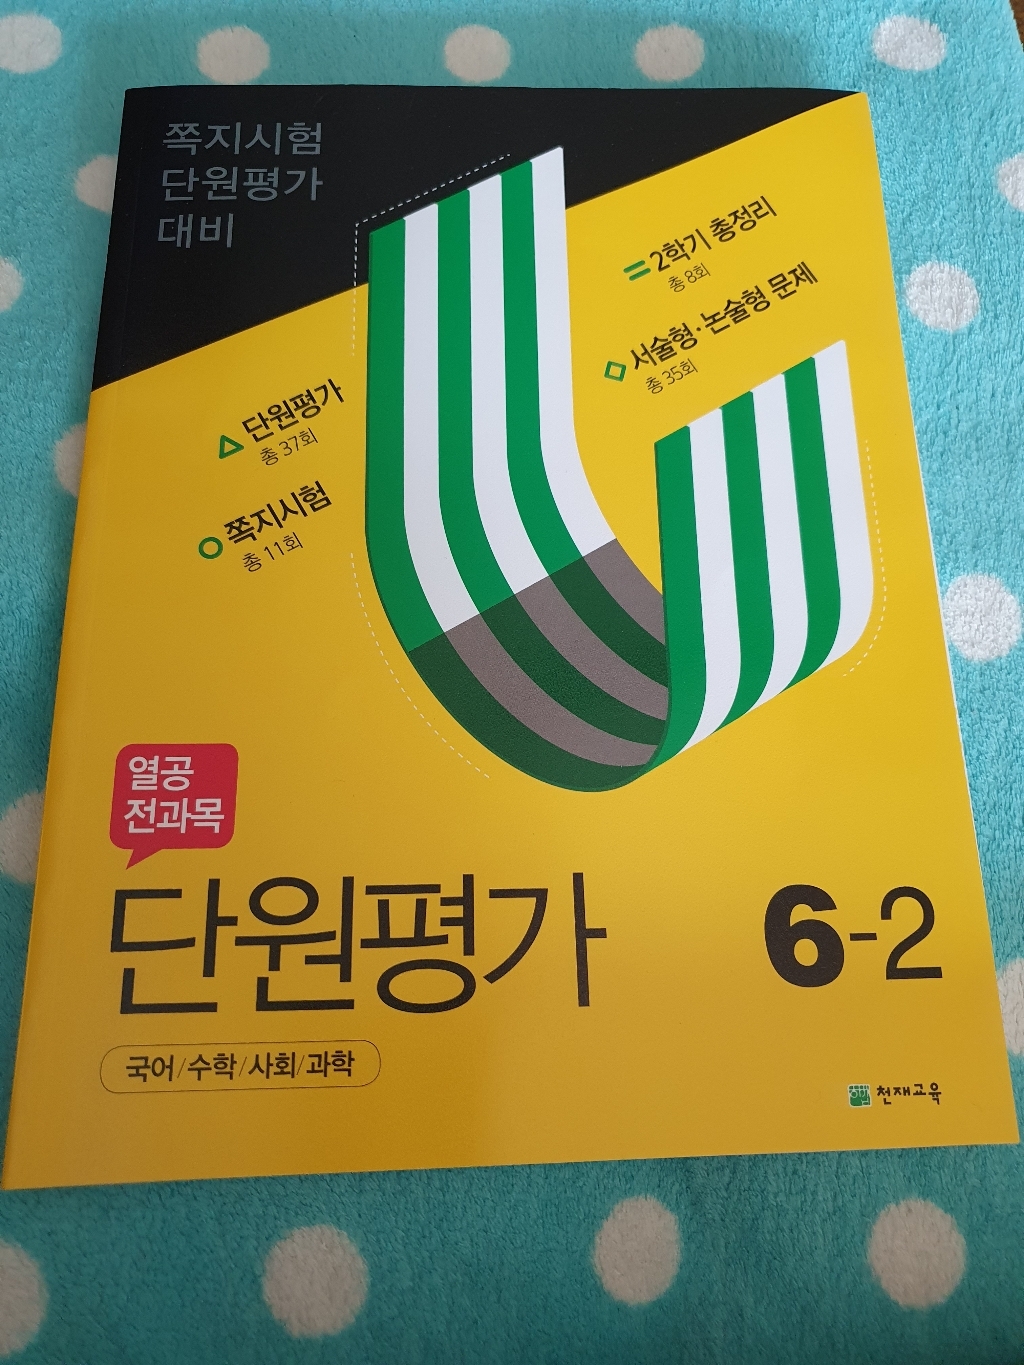 쪽지시험
단원평가
대비
2학기 총정리
총 8회
서술형·논술형 문제
총 35회
단원평가
총 37회
쪽지시험
총 11회
열공
전과목
단원평가 6-2
국어/수학/사회/과학
천재교육